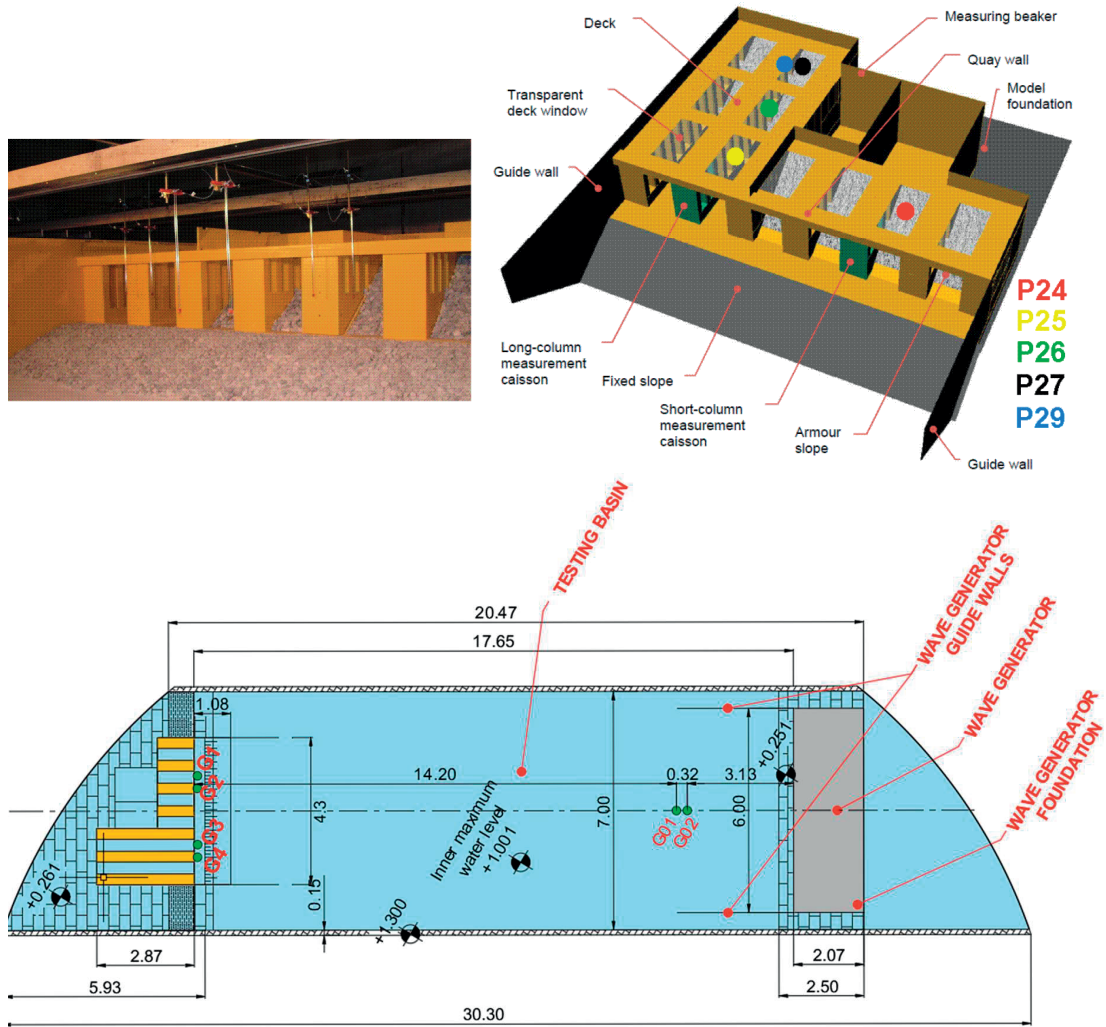 Deck
Measuring beaker
Quay wall
Transparent
deck window
Model
foundation
Guide wall
P24
P25
P26
P27
P29
Long-column
measurement
caisson
Fixed slope
Short-column
measurement
caisson
Armour
slope
Guide wall
TESTING BASIN
WAVE GENERATOR
GUIDE WALLS
WAVE GENERATOR
WAVE GENERATOR
FOUNDATION
20.47
17.65
1.08
G1
G2
G3
G4
14.20
0.32
3.13
+0.251
G01
G02
4.3
7.00
6.00
Inner maximum
water level
+1.001
+0.261
0.15
+1.300
2.87
5.93
2.07
2.50
30.30